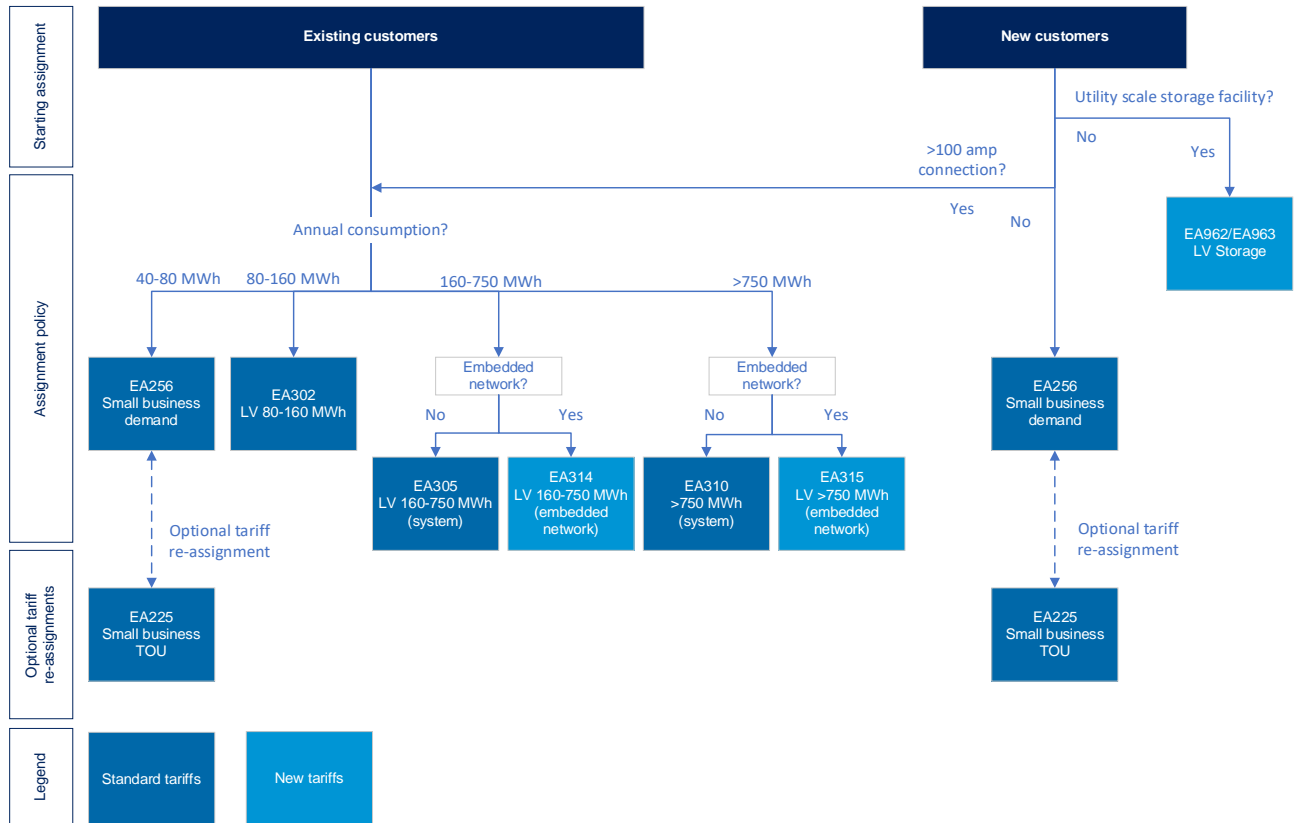 Starting assignment
Existing customers
New customers
Utility scale storage facility?
No
Yes
>100 amp
connection?
Yes
No
EA962/EA963
LV Storage
Assignment policy
Annual consumption?
40-80 MWh
80-160 MWh
160-750 MWh
>750 MWh
EA256
Small business
demand
EA302
LV 80-160 MWh
Embedded
network?
No
Yes
Embedded
network?
No
Yes
EA256
Small business
demand
EA305
LV 160-750 MWh
(system)
EA314
LV 160-750 MWh
(embedded
network)
EA310
>750 MWh
(system)
EA315
LV >750 MWh
(embedded
network)
Optional tariff
re-assignment
Optional tariff
re-assignment
Optional tariff
re-assignments
EA225
Small business
TOU
EA225
Small business
TOU
Legend
Standard tariffs
New tariffs